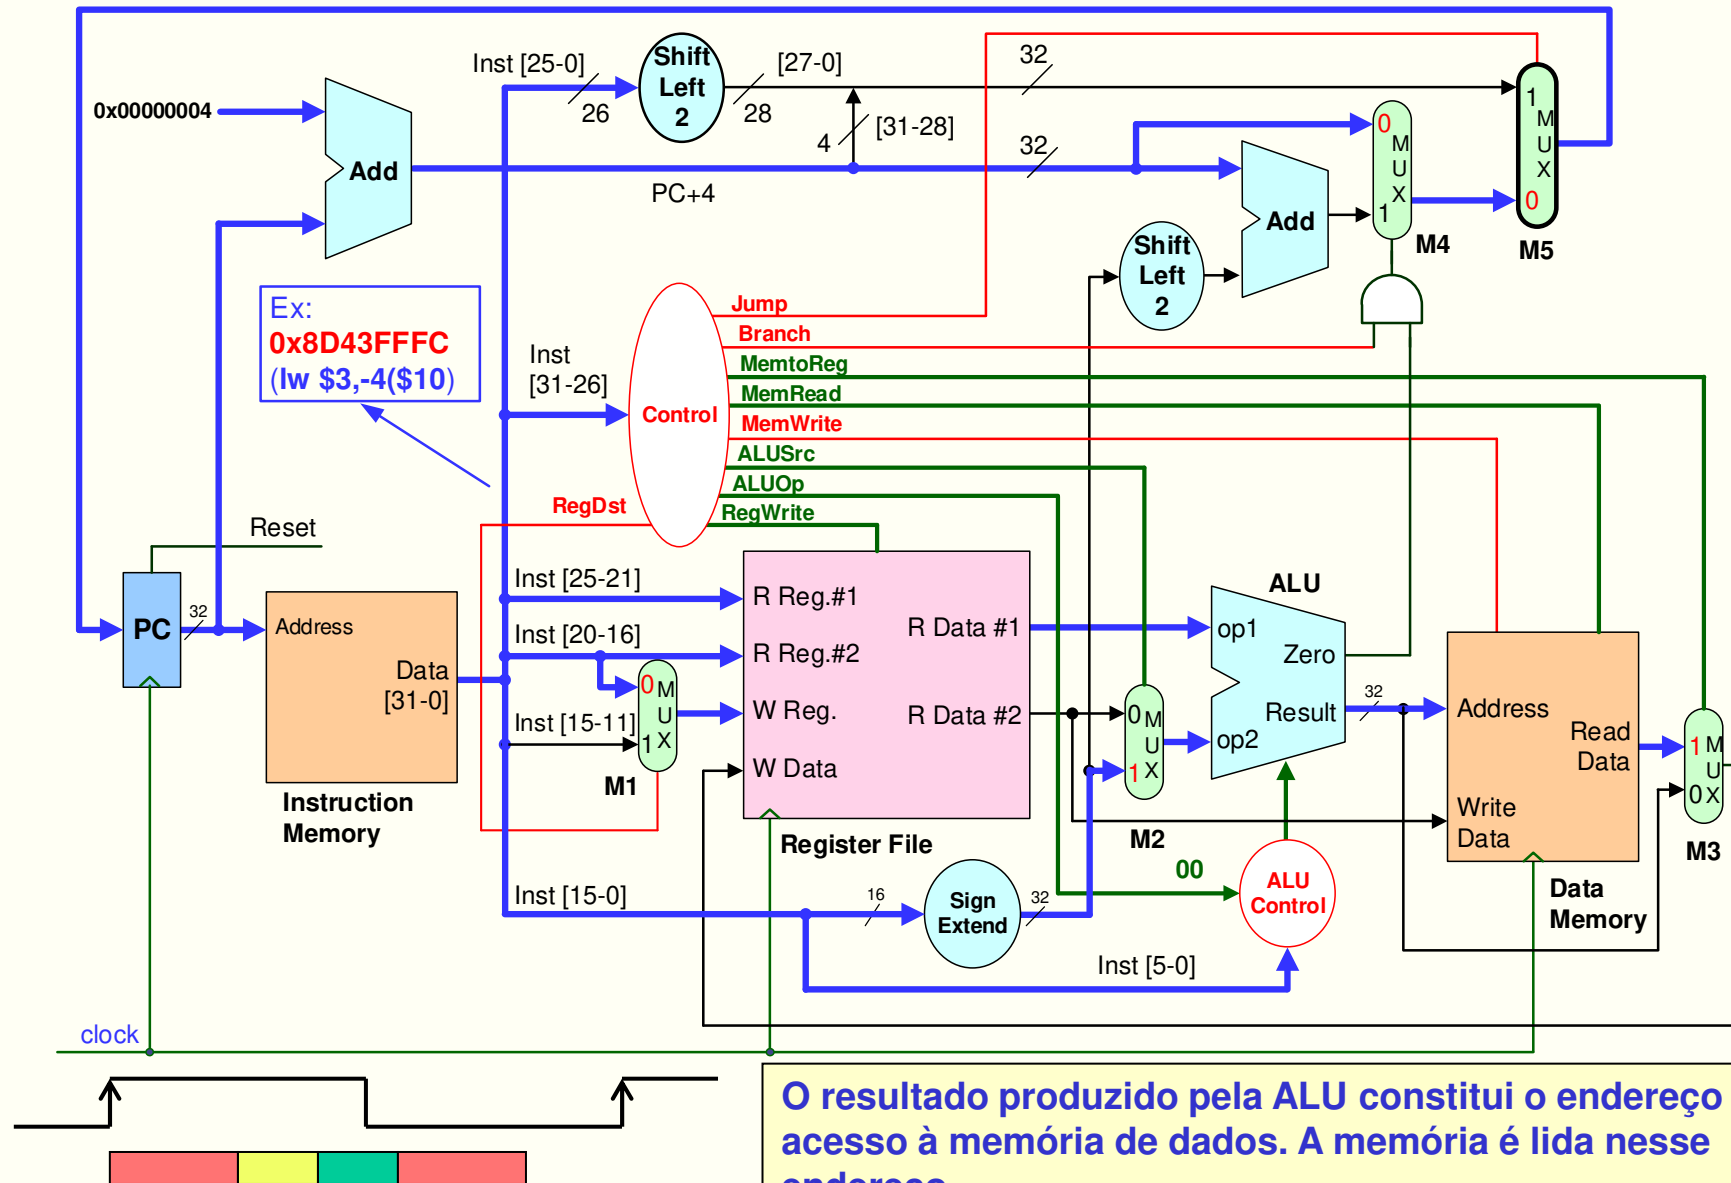 Inst [25-0]
26
Shift
Left
2
[27-0]
28
32
0x00000004
Add
4
[31-28]
32
PC+4
0
M
U
X
1
M4
1
M
U
X
0
M5
Shift
Left
2
Add
Ex:
0x8D43FFFC
(lw $3,-4($10)
Inst
[31-26]
Control
Jump
Branch
MemtoReg
MemRead
MemWrite
ALUSrc
ALUOp
RegWrite
RegDst
Reset
PC
32
Address
Data
[31-0]
Instruction
Memory
Inst [25-21]
Inst [20-16]
Inst [15-11]
0
M
U
X
1
M1
R Reg.#1
R Reg.#2
W Reg.
W Data
R Data #1
R Data #2
Register File
0
M
U
X
1
M2
ALU
op1
Zero
Result
op2
32
Address
Read
Data
Write
Data
Data
Memory
1
M
U
X
0
M3
00
ALU
Control
Inst [15-0]
16
Sign
Extend
32
Inst [5-0]
clock
O resultado produzido pela ALU constitui o endereço
acesso à memória de dados. A memória é lida nesse